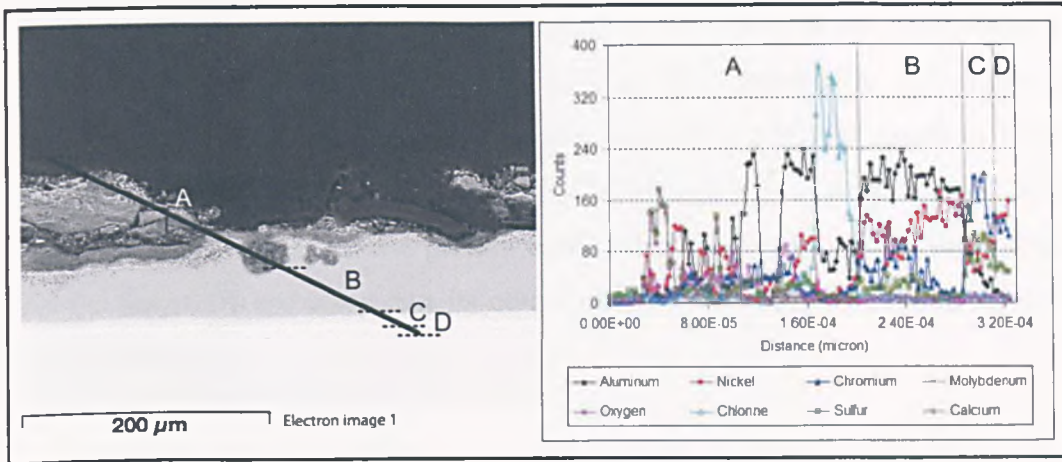 A
B
C
D
200 µm
Electron image 1
400
320
240
160
80
0
Counts
A
B
C
D
0 00E+00
8 00E-05
1 60E-04
2 40E-04
3 20E-04
Distance (micron)
Aluminum
Nickel
Chromium
Molybdenum
Oxygen
Chlorine
Sulfur
Calcium